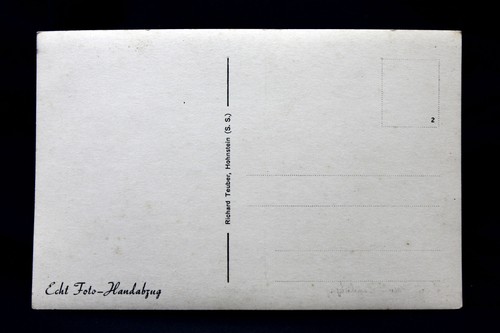 Echt Foto-Handabzug
Richard Teuber, Hohnstein (S. S.)
2